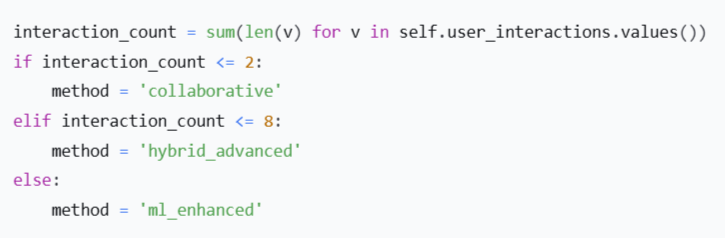 interaction_count = sum(len(v) for v in self.user_interactions.values())
if interaction_count <= 2:
    method = 'collaborative'
elif interaction_count <= 8:
    method = 'hybrid_advanced'
else:
    method = 'ml_enhanced'